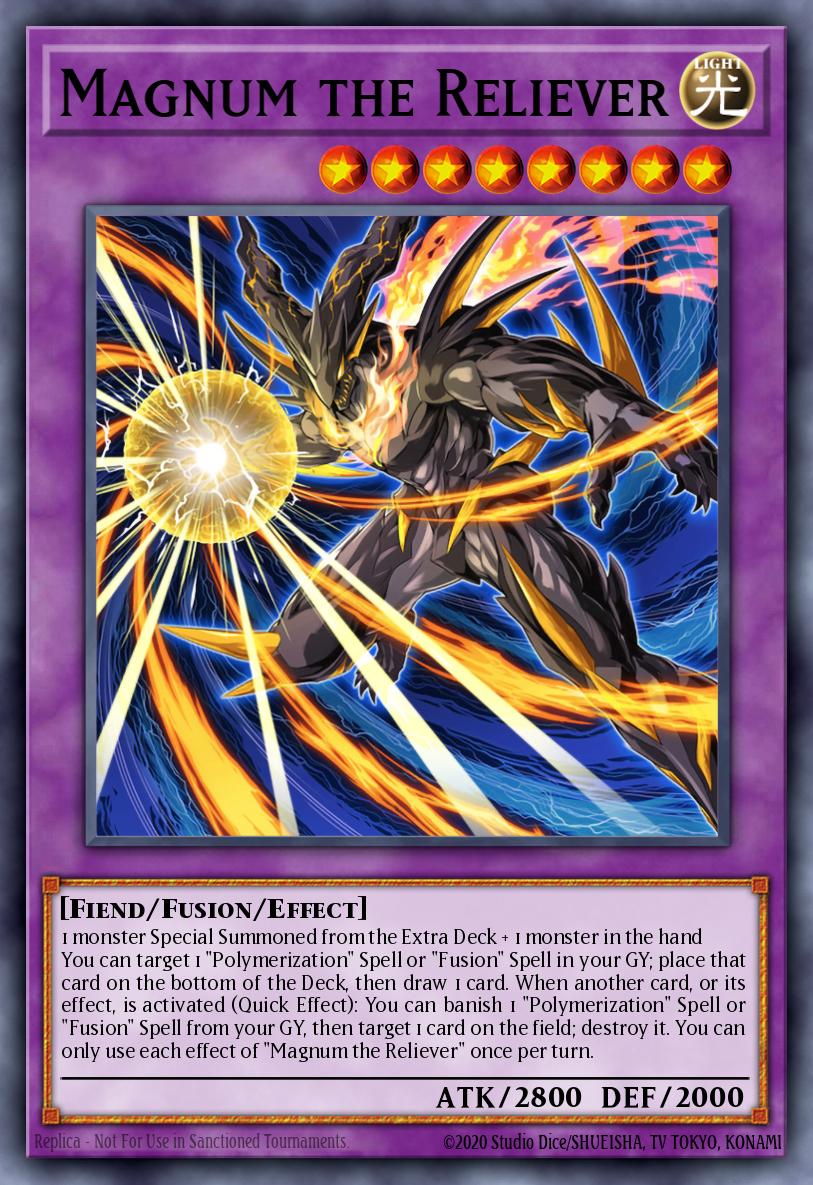 Magnum the Reliever
LIGHT
光
[Fiend/Fusion/Effect]
1 monster Special Summoned from the Extra Deck + 1 monster in the hand
You can target 1 "Polymerization" Spell or "Fusion" Spell in your GY; place that
card on the bottom of the Deck, then draw 1 card. When another card, or its
effect, is activated (Quick Effect): You can banish 1 "Polymerization" Spell or
"Fusion" Spell from your GY, then target 1 card on the field; destroy it. You can
only use each effect of "Magnum the Reliever" once per turn.
ATK/2800 DEF/2000
Replica - Not For Use in Sanctioned Tournaments.
©2020 Studio Dice/SHUEISHA, TV TOKYO, KONAMI